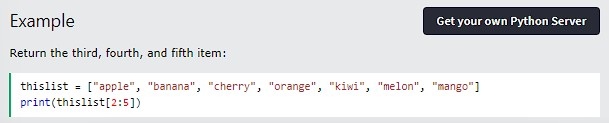 Example
Get your own Python Server
Return the third, fourth, and fifth item:
thislist = ["apple", "banana", "cherry", "orange", "kiwi", "melon", "mango"]
print(thislist[2:5])